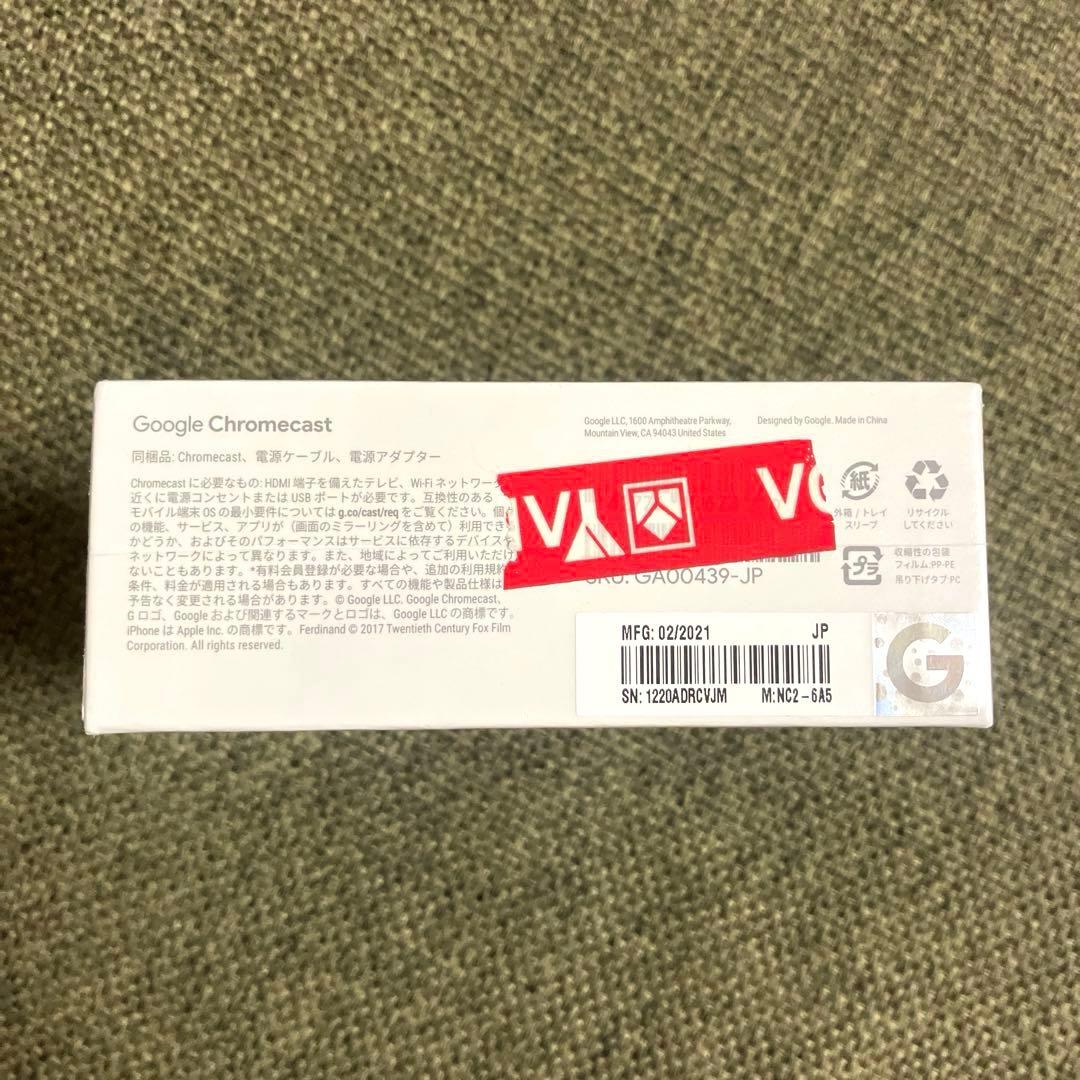 Google Chromecast
同梱品: Chromecast、電源ケーブル、電源アダプター
Chromecast に必要なもの: HDMI 端子を備えたテレビ、Wi-Fi ネットワーク
近くに電源コンセントまたは USB ポートが必要です。互換性のある
モバイル端末 OS の最小要件については g.co/cast/req をご覧ください。個
の機能、サービス、アプリが（画面のミラーリングを含めて）利用でき
かどうか、およびそのパフォーマンスはサービスに依存するデバイスや
ネットワークによって異なります。また、地域によってご利用いただけ
ないこともあります。*有料会員登録が必要な場合や、追加の利用規約
条件、料金が適用される場合もあります。すべての機能や製品仕様は
予告なく変更される場合があります。© Google LLC. Google Chromecast、
G ロゴ、Google および関連するマークとロゴは、Google LLC の商標です。
iPhone は Apple Inc. の商標です。Ferdinand © 2017 Twentieth Century Fox Film
Corporation. All rights reserved.
Google LLC, 1600 Amphitheatre Parkway,
Mountain View, CA 94043 United States
Designed by Google. Made in China
紙
外箱 / トレイ
スリーブ
リサイクル
してください
プラ
収縮性の包装
フィルム: PP・PE
吊り下げタブ: PC
SKU: GA00439-JP
MFG: 02/2021 JP
SN: 1220ADRCVJM M:NC2-6A5
G